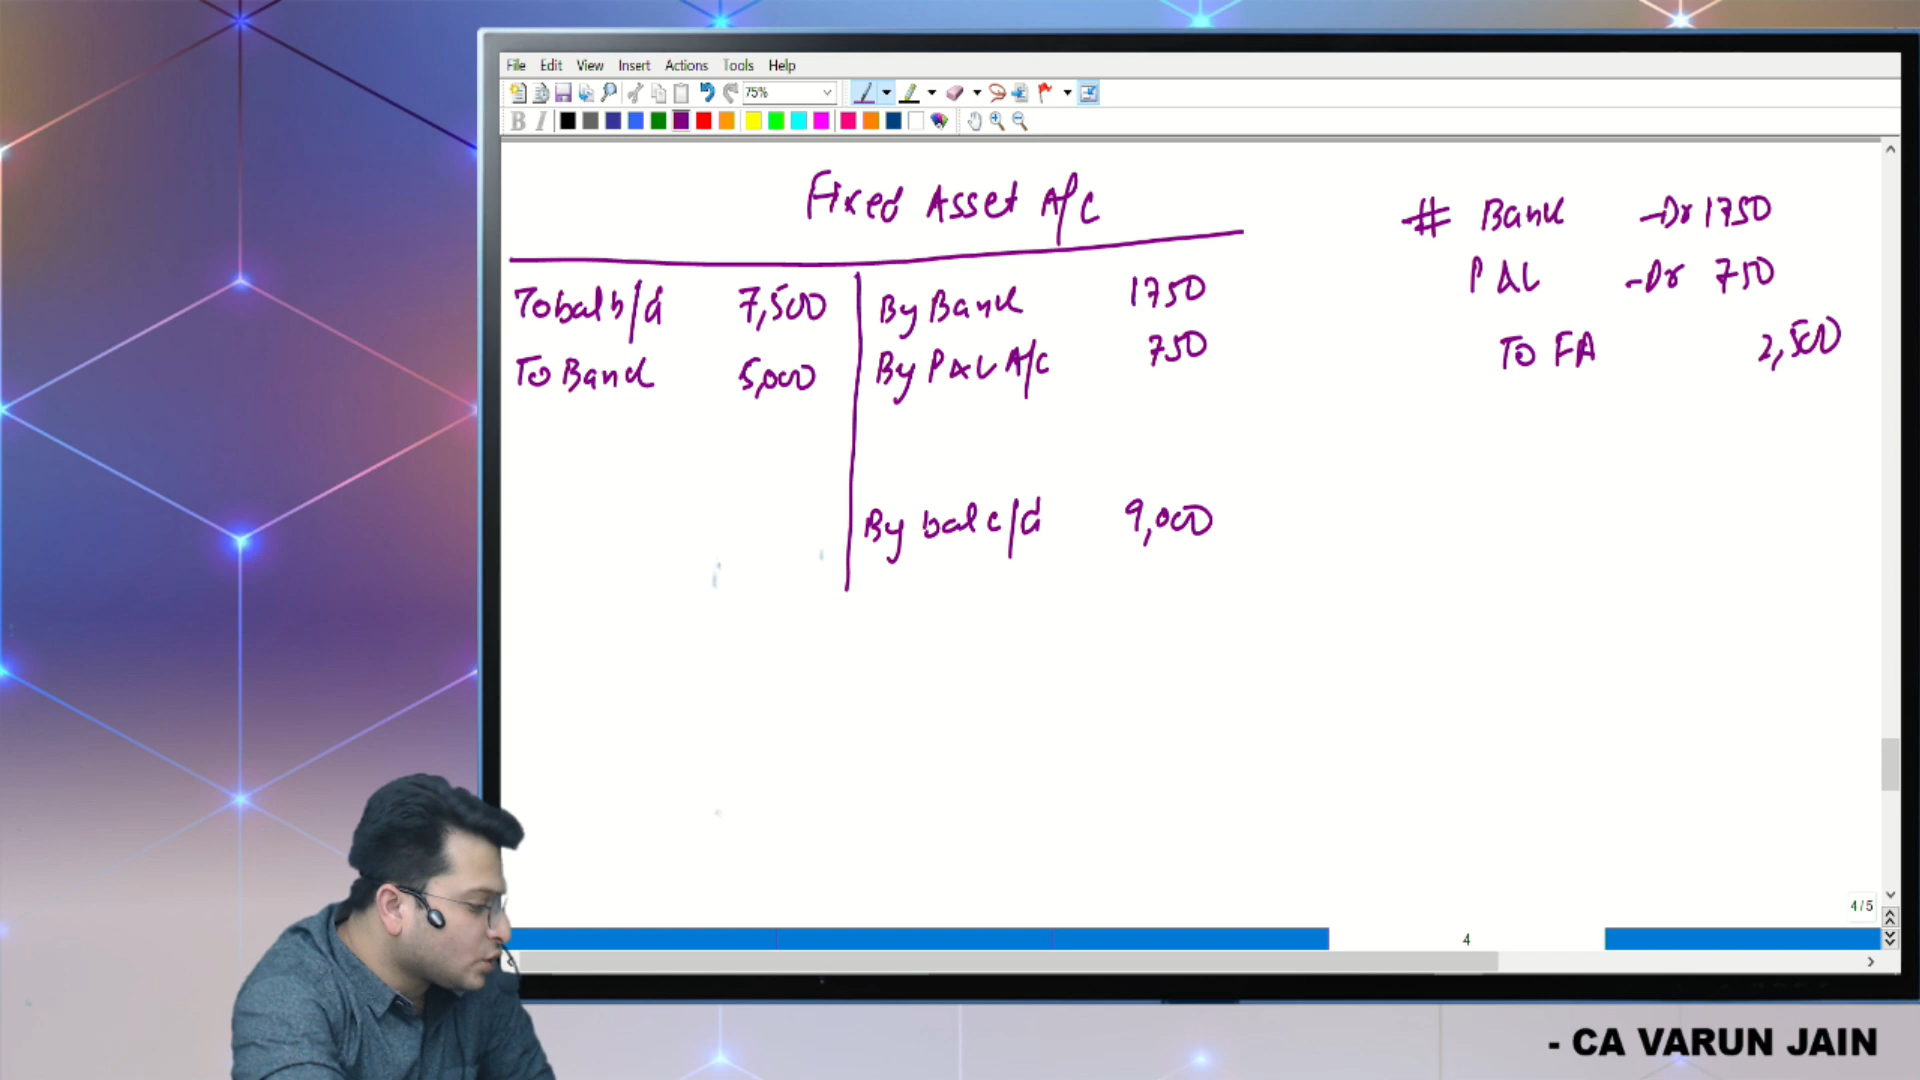 File Edit View Insert Actions Tools Help
75%
B I
Fixed Asset A/C
To bal b/d 7,500 By Bank 1750
To Bank 5,000 By P&L A/C 750
By bal c/d 9,000
# Bank -Dr 1750
P&L -Dr 750
To FA 2,500
4/5
4
- CA VARUN JAIN